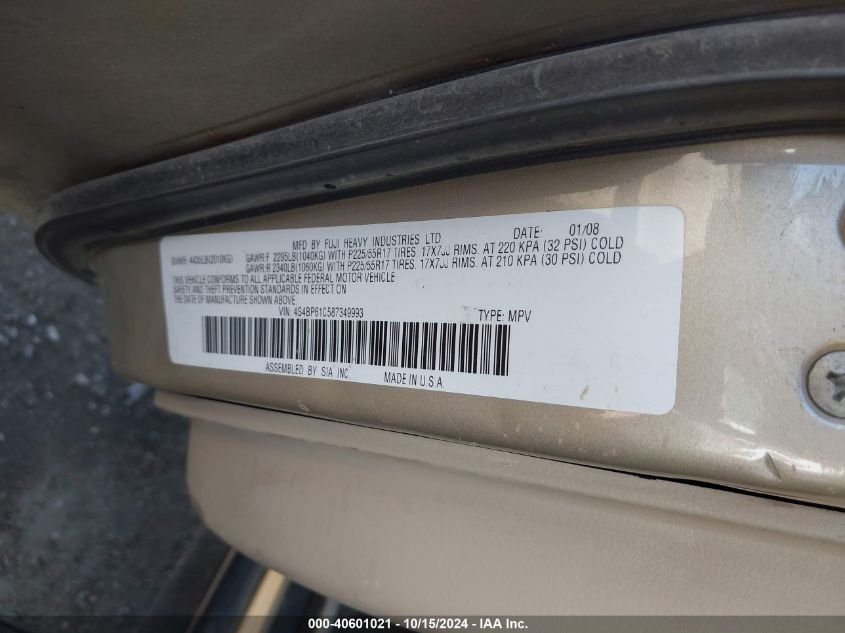 MFD BY FUJI HEAVY INDUSTRIES LTD DATE: 01/08
GVWR: 4435LB(2010KG) GAWR:F 2295LB(1040KG) WITH P225/55R17 TIRES. 17X7JJ RIMS. AT 220 KPA (32 PSI) COLD
GAWR:R 2340LB(1060KG) WITH P225/55R17 TIRES. 17X7JJ RIMS. AT 210 KPA (30 PSI) COLD
THIS VEHICLE CONFORMS TO ALL APPLICABLE FEDERAL MOTOR VEHICLE
SAFETY AND THEFT PREVENTION STANDARDS IN EFFECT ON
THE DATE OF MANUFACTURE SHOWN ABOVE.
VIN: 4S4BP61C587349993 TYPE: MPV
ASSEMBLED BY SIA INC. MADE IN U.S.A.
000-40601021 - 10/15/2024 - IAA Inc.